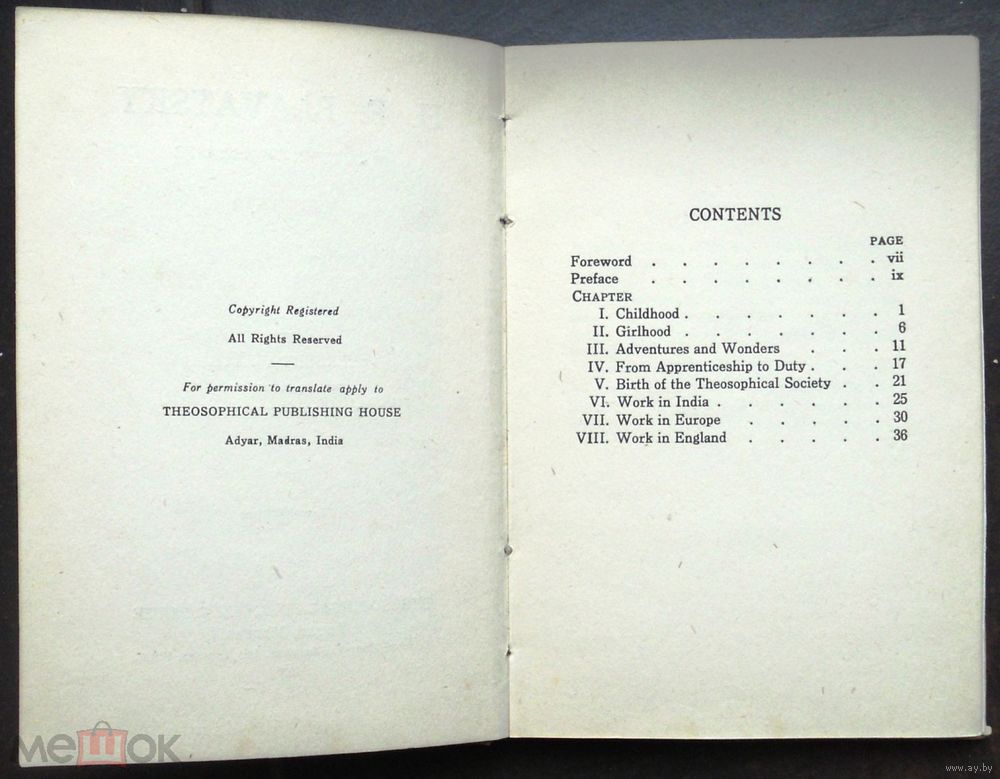 Copyright Registered
All Rights Reserved
For permission to translate apply to
THEOSOPHICAL PUBLISHING HOUSE
Adyar, Madras, India
CONTENTS
PAGE
Foreword . . . . . . . . vii
Preface . . . . . . . . ix
CHAPTER
I. Childhood . . . . . . . 1
II. Girlhood . . . . . . . 6
III. Adventures and Wonders . . . 11
IV. From Apprenticeship to Duty . . . 17
V. Birth of the Theosophical Society . . 21
VI. Work in India . . . . . . 25
VII. Work in Europe . . . . . 30
VIII. Work in England . . . . . 36
мешок
www.ay.by